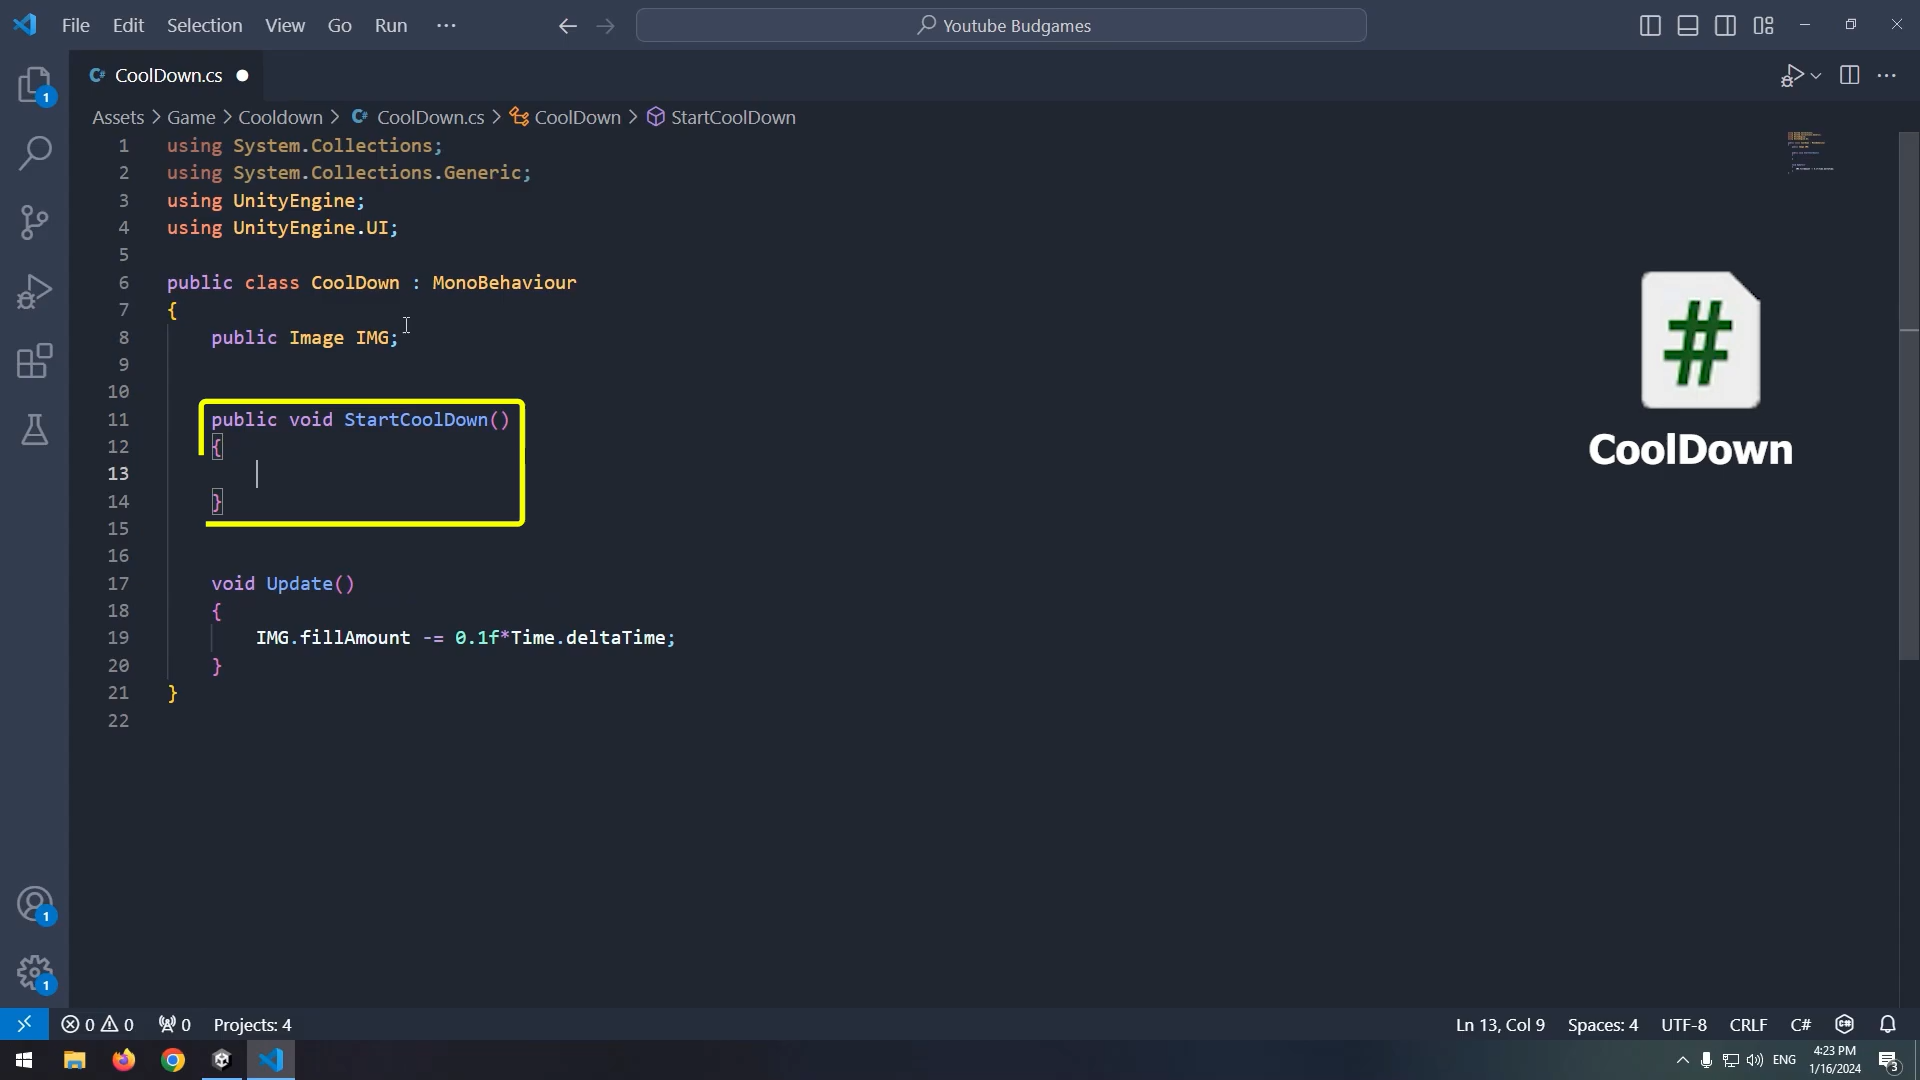 File Edit Selection View Go Run ···
Youtube Budgames
CoolDown.cs
Assets > Game > Cooldown > CoolDown.cs > CoolDown > StartCoolDown
1 using System.Collections;
2 using System.Collections.Generic;
3 using UnityEngine;
4 using UnityEngine.UI;
5
6 public class CoolDown : MonoBehaviour
7 {
8 public Image IMG;
9
10
11 public void StartCoolDown()
12 {
13
14 }
15
16
17 void Update()
18 {
19 IMG.fillAmount -= 0.1f*Time.deltaTime;
20 }
21 }
22
CoolDown
1
1
1
0 0 0 Projects: 4
Ln 13, Col 9 Spaces: 4 UTF-8 CRLF C#
ENG
4:23 PM
1/16/2024
3